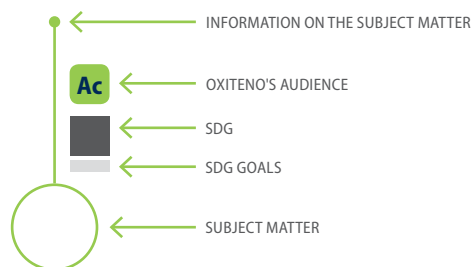 INFORMATION ON THE SUBJECT MATTER
Ac
OXITENO'S AUDIENCE
SDG
SDG GOALS
SUBJECT MATTER